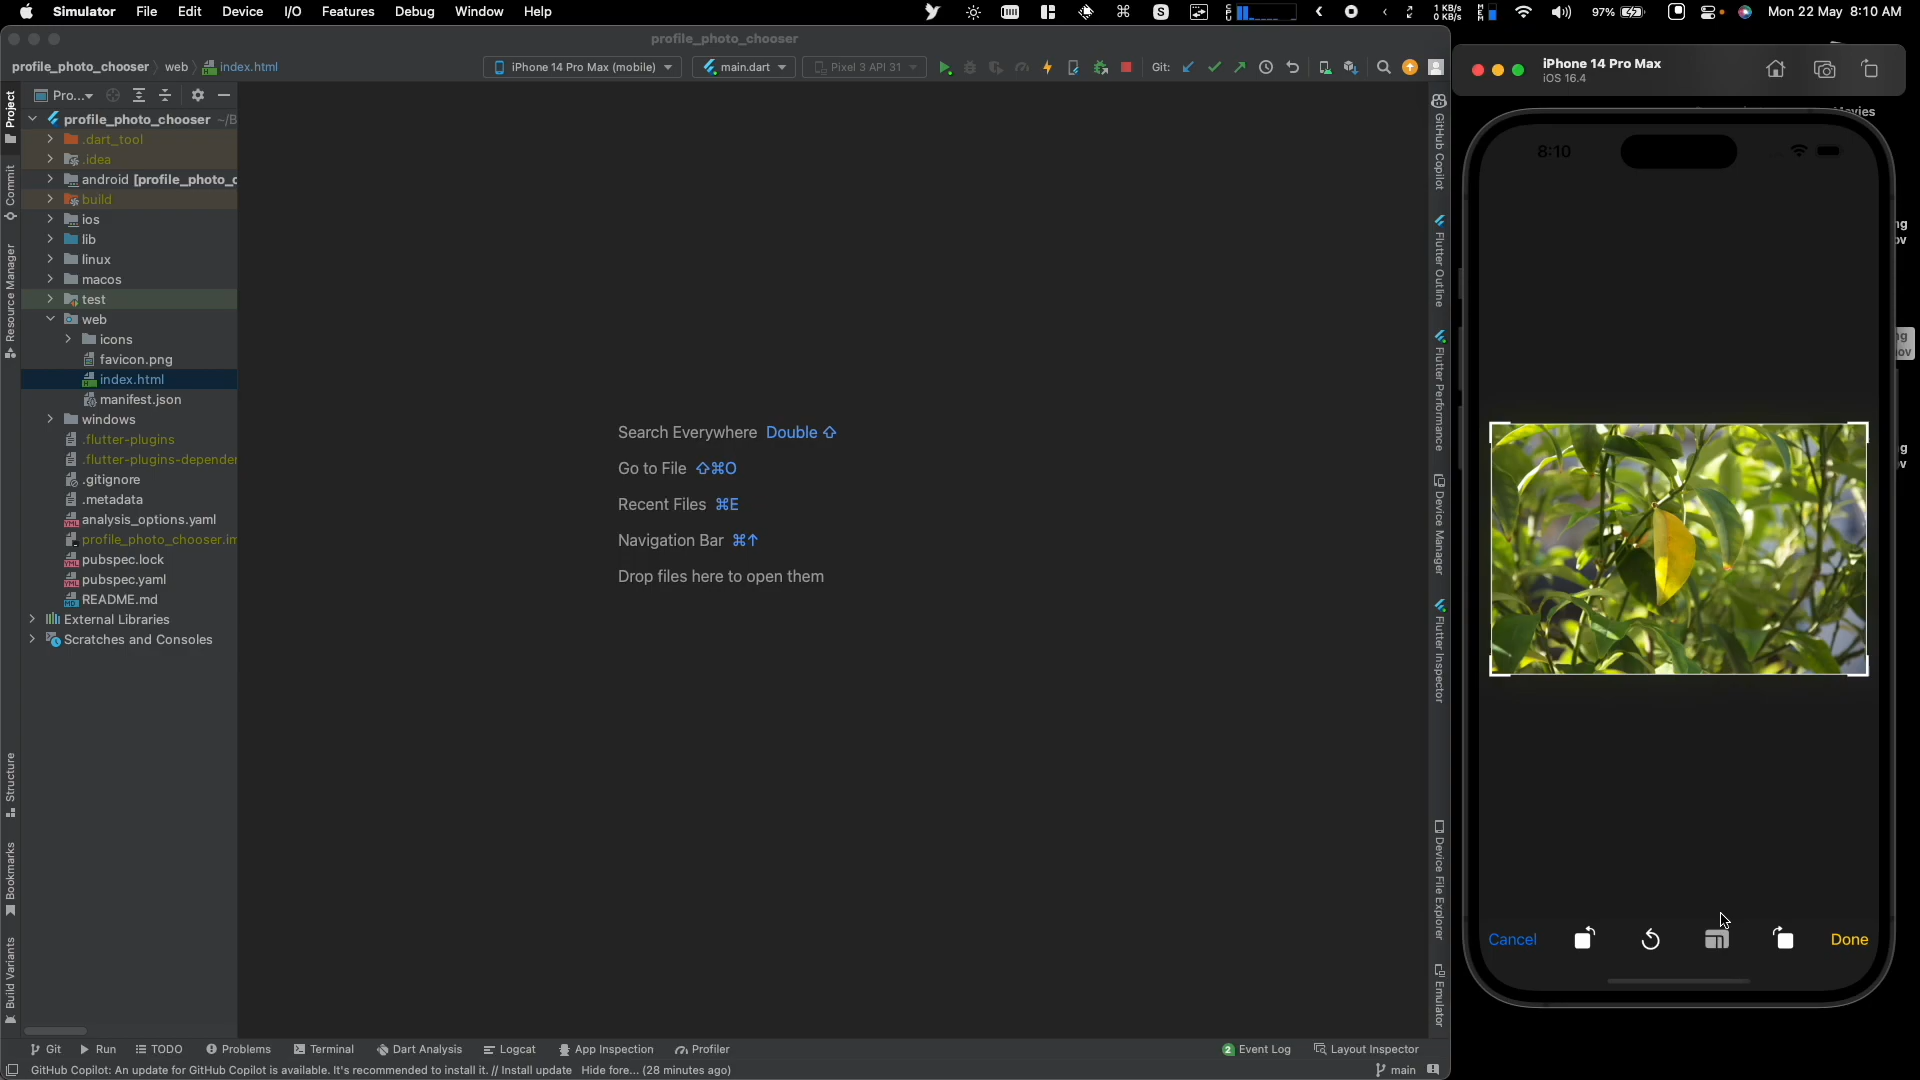 Simulator File Edit Device I/O Features Debug Window Help
1 KB/s
0 KB/s
97%
Mon 22 May 8:10 AM
profile_photo_chooser
profile_photo_chooser web index.html
iPhone 14 Pro Max (mobile) main.dart Pixel 3 API 31 Git:
Pro...
profile_photo_chooser ~/B
.dart_tool
.idea
android [profile_photo_c
build
ios
lib
linux
macos
test
web
icons
favicon.png
index.html
manifest.json
windows
.flutter-plugins
.flutter-plugins-depender
.gitignore
.metadata
analysis_options.yaml
profile_photo_chooser.im
pubspec.lock
pubspec.yaml
README.md
External Libraries
Scratches and Consoles
Project
Commit
Resource Manager
Structure
Bookmarks
Build Variants
Search Everywhere Double ⇧
Go to File ⇧⌘O
Recent Files ⌘E
Navigation Bar ⌘↑
Drop files here to open them
GitHub Copilot
Flutter Outline
Flutter Performance
Device Manager
Flutter Inspector
Device File Explorer
Emulator
Git Run TODO Problems Terminal Dart Analysis Logcat App Inspection Profiler
2 Event Log Layout Inspector
GitHub Copilot: An update for GitHub Copilot is available. It's recommended to install it. // Install update Hide fore... (28 minutes ago)
main
iPhone 14 Pro Max
iOS 16.4
8:10
Cancel
Done